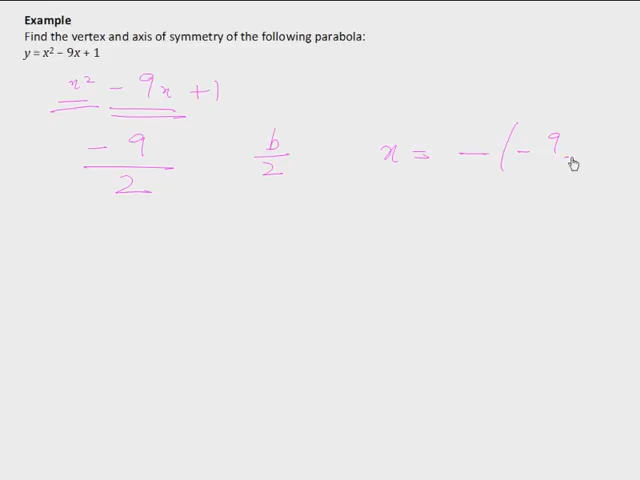 Example
Find the vertex and axis of symmetry of the following parabola:
y = x² − 9x + 1
x² - 9x + 1
- 9 / 2 b / 2 x = - ( - 9